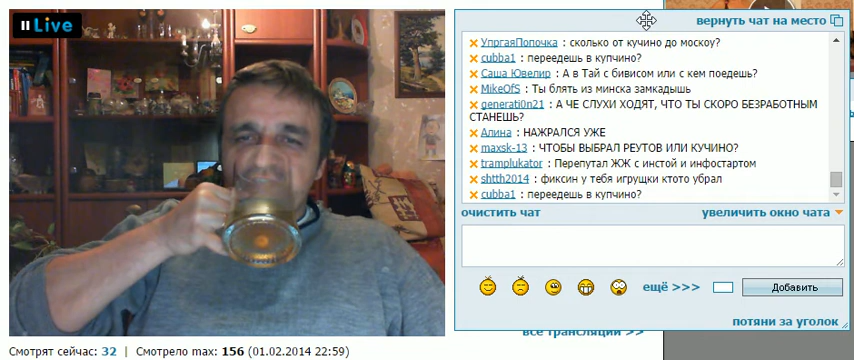 Live
вернуть чат на место
УпргаяПопочка : сколько от кучино до москоу?
cubba1 : переедешь в купчино?
Саша Ювелир : А в Тай с бивисом или с кем поедешь?
MikeOfS : Ты блять из минска замкадышь
generati0n21 : А ЧЕ СЛУХИ ХОДЯТ, ЧТО ТЫ СКОРО БЕЗРАБОТНЫМ
СТАНЕШЬ?
Алина : НАЖРАЛСЯ УЖЕ
maxsk-13 : ЧТОБЫ ВЫБРАЛ РЕУТОВ ИЛИ КУЧИНО?
tramplukator : Перепутал ЖЖ с инстой и инфостартом
shtth2014 : фиксин у тебя игрущки ктото убрал
cubba1 : переедешь в купчино?
очистить чат
увеличить окно чата
ещё >>>
Добавить
потяни за уголок
все трансляции >>
Смотрят сейчас: 32 | Смотрело max: 156 (01.02.2014 22:59)